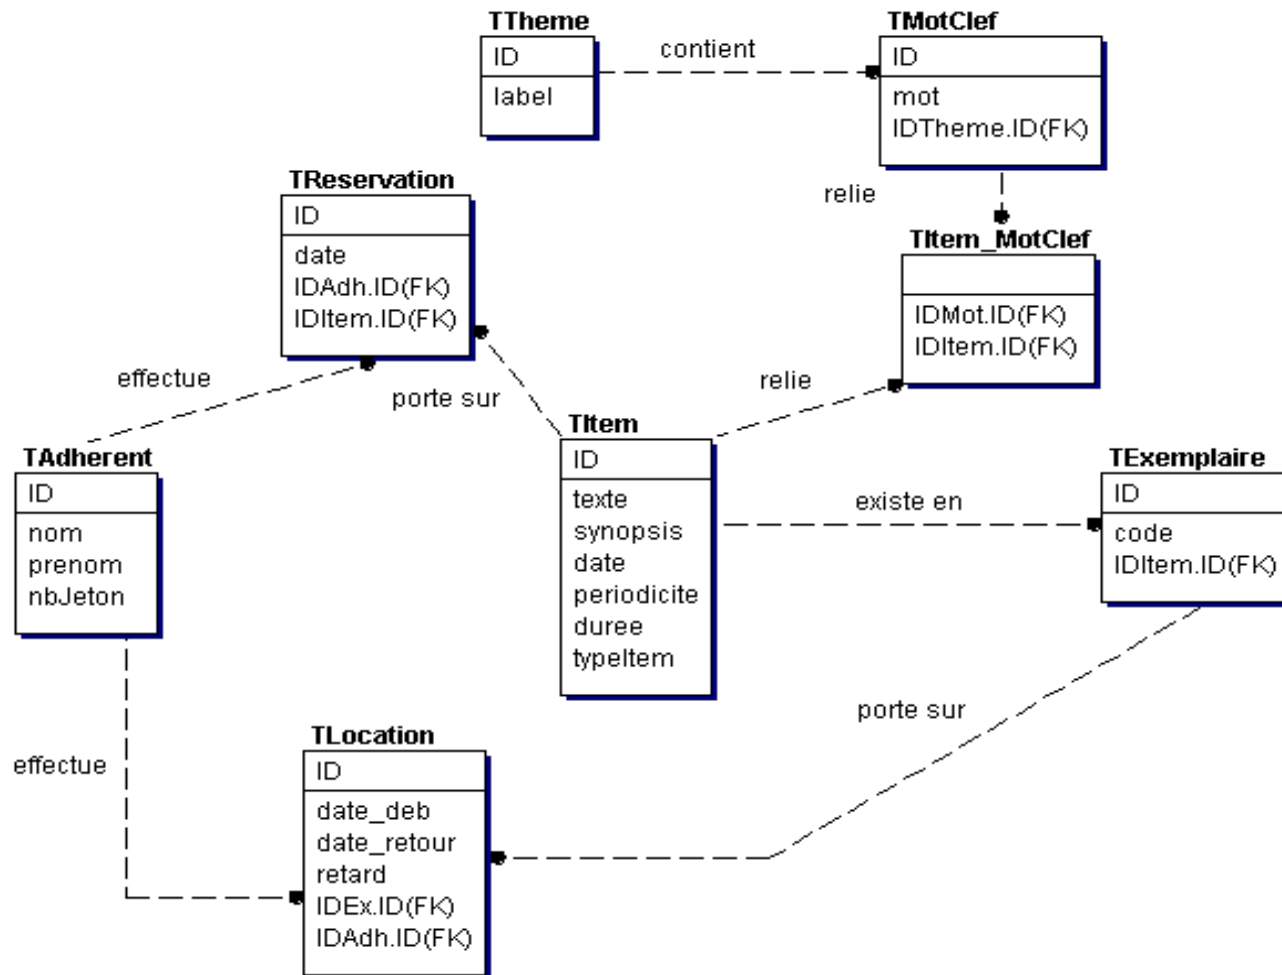 TTheme
ID
label
contient
TMotClef
ID
mot
IDTheme.ID(FK)
relie
TReservation
ID
date
IDAdh.ID(FK)
IDItem.ID(FK)
TItem_MotClef
IDMot.ID(FK)
IDItem.ID(FK)
effectue
porte sur
relie
TAdherent
ID
nom
prenom
nbJeton
TItem
ID
texte
synopsis
date
periodicite
duree
typeItem
existe en
TExemplaire
ID
code
IDItem.ID(FK)
effectue
porte sur
TLocation
ID
date_deb
date_retour
retard
IDEx.ID(FK)
IDAdh.ID(FK)